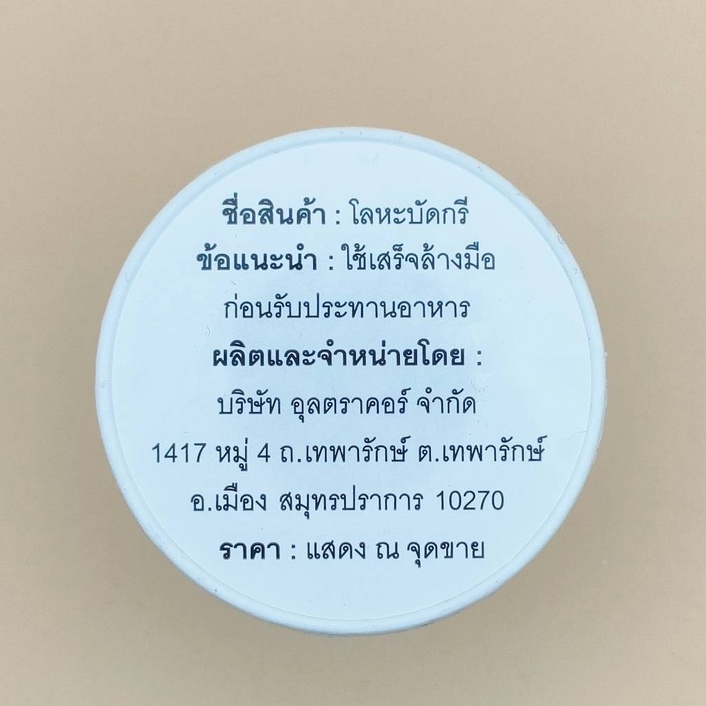 ชื่อสินค้า : โลหะบัดกรี
ข้อแนะนำ : ใช้เสร็จล้างมือ
ก่อนรับประทานอาหาร
ผลิตและจำหน่ายโดย :
บริษัท อุลตราคอร์ จำกัด
1417 หมู่ 4 ถ.เทพารักษ์ ต.เทพารักษ์
อ.เมือง สมุทรปราการ 10270
ราคา : แสดง ณ จุดขาย